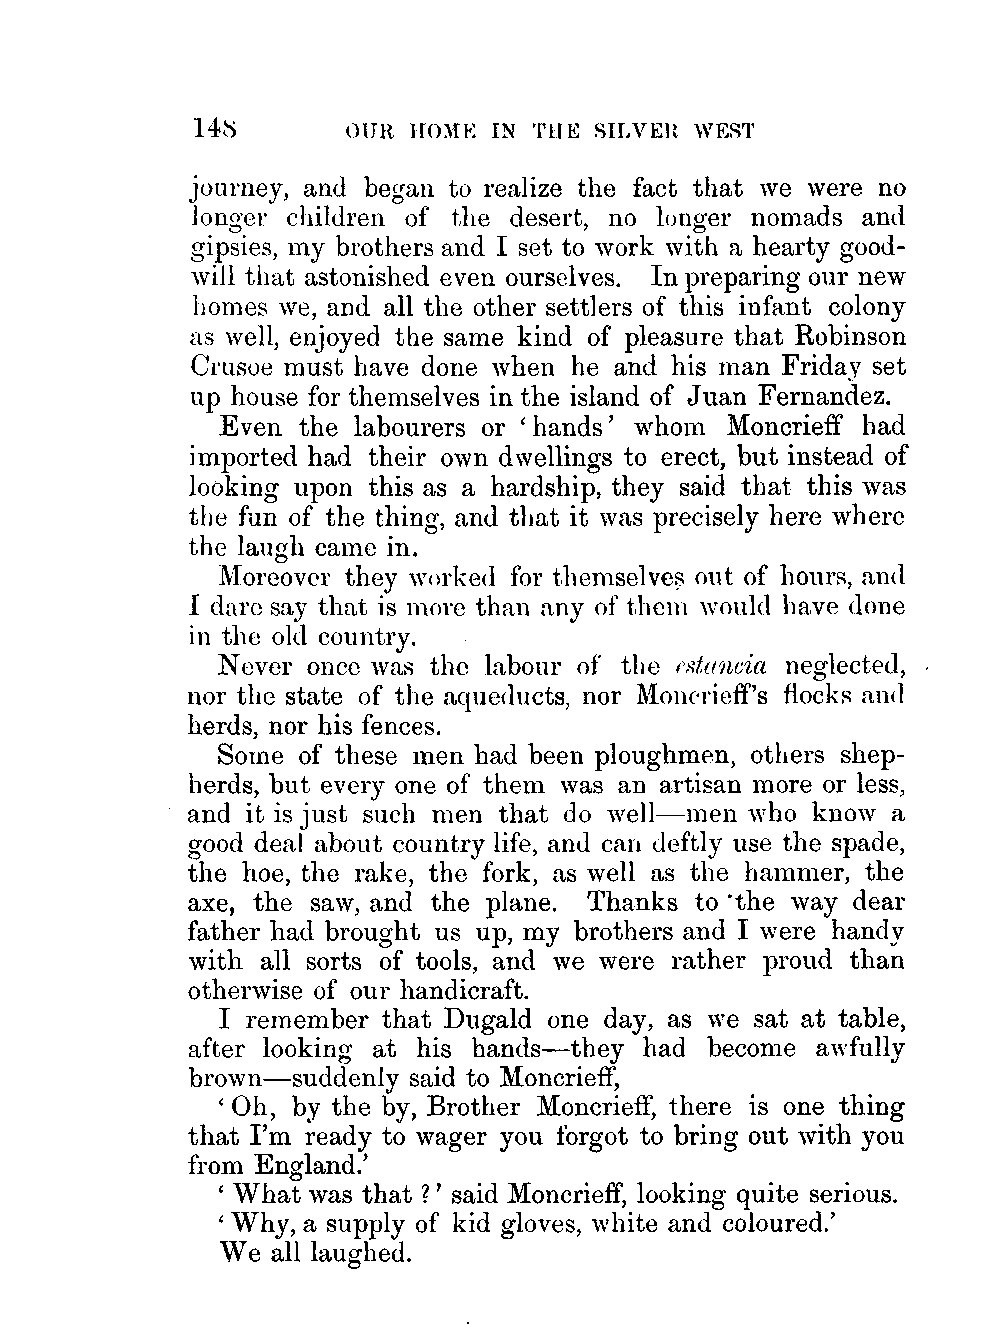 148 OUR HOME IN THE SILVER WEST
journey, and began to realize the fact that we were no
longer children of the desert, no longer nomads and
gipsies, my brothers and I set to work with a hearty good-
will that astonished even ourselves. In preparing our new
homes we, and all the other settlers of this infant colony
as well, enjoyed the same kind of pleasure that Robinson
Crusoe must have done when he and his man Friday set
up house for themselves in the island of Juan Fernandez.
Even the labourers or ‘hands’ whom Moncrieff had
imported had their own dwellings to erect, but instead of
looking upon this as a hardship, they said that this was
the fun of the thing, and that it was precisely here where
the laugh came in.
Moreover they worked for themselves out of hours, and
I dare say that is more than any of them would have done
in the old country.
Never once was the labour of the estancia neglected,
nor the state of the aqueducts, nor Moncrieff’s flocks and
herds, nor his fences.
Some of these men had been ploughmen, others shep-
herds, but every one of them was an artisan more or less,
and it is just such men that do well—men who know a
good deal about country life, and can deftly use the spade,
the hoe, the rake, the fork, as well as the hammer, the
axe, the saw, and the plane. Thanks to the way dear
father had brought us up, my brothers and I were handy
with all sorts of tools, and we were rather proud than
otherwise of our handicraft.
I remember that Dugald one day, as we sat at table,
after looking at his hands—they had become awfully
brown—suddenly said to Moncrieff,
‘Oh, by the by, Brother Moncrieff, there is one thing
that I’m ready to wager you forgot to bring out with you
from England.’
‘What was that?’ said Moncrieff, looking quite serious.
‘Why, a supply of kid gloves, white and coloured.’
We all laughed.